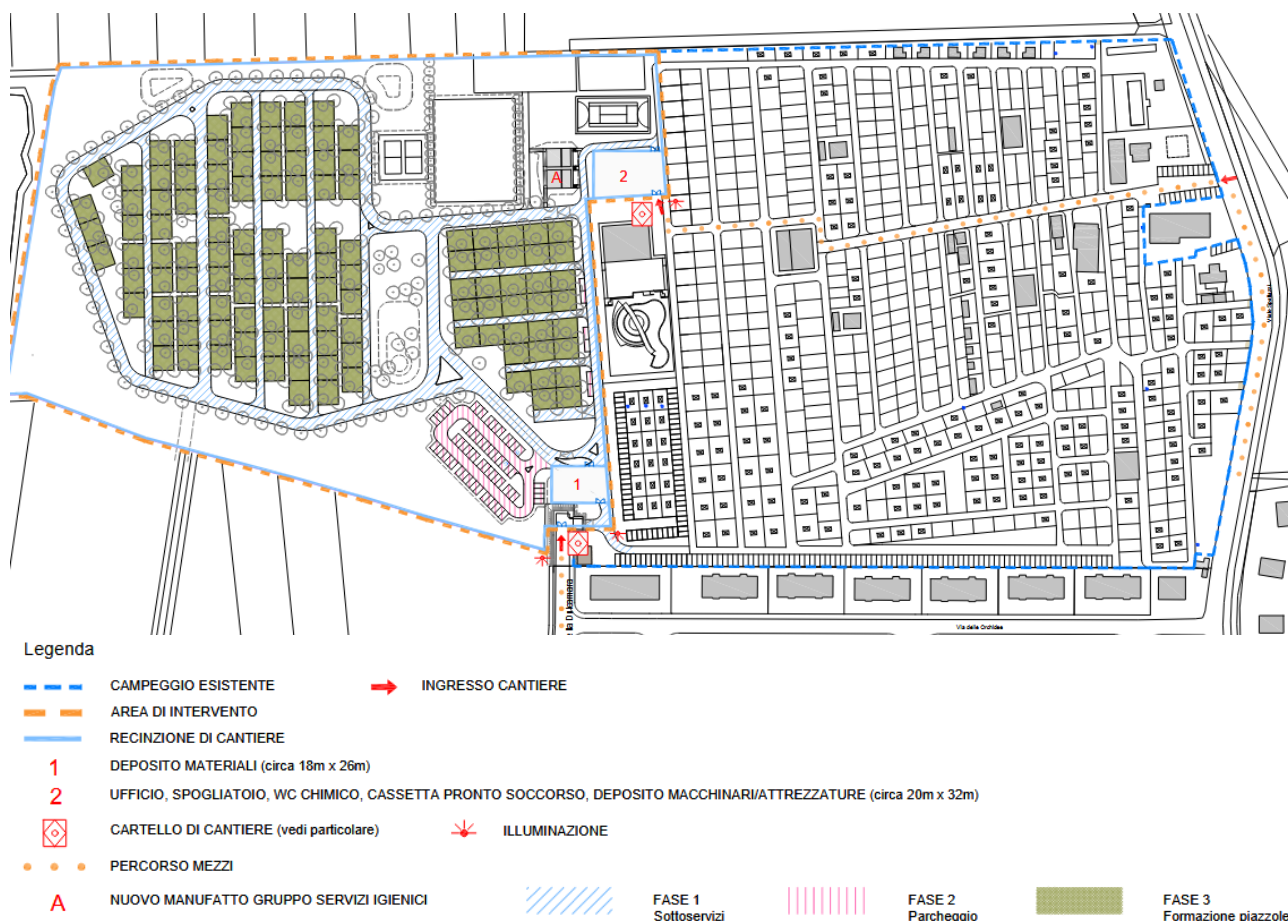 A
2
Viale Stefanini
1
Via delle Orchidee
Legenda
CAMPEGGIO ESISTENTE
INGRESSO CANTIERE
AREA DI INTERVENTO
RECINZIONE DI CANTIERE
1 DEPOSITO MATERIALI (circa 18m x 26m)
2 UFFICIO, SPOGLIATOIO, WC CHIMICO, CASSETTA PRONTO SOCCORSO, DEPOSITO MACCHINARI/ATTREZZATURE (circa 20m x 32m)
CARTELLO DI CANTIERE (vedi particolare)
ILLUMINAZIONE
PERCORSO MEZZI
A NUOVO MANUFATTO GRUPPO SERVIZI IGIENICI
FASE 1
Sottoservizi
FASE 2
Parcheggio
FASE 3
Formazione piazzole